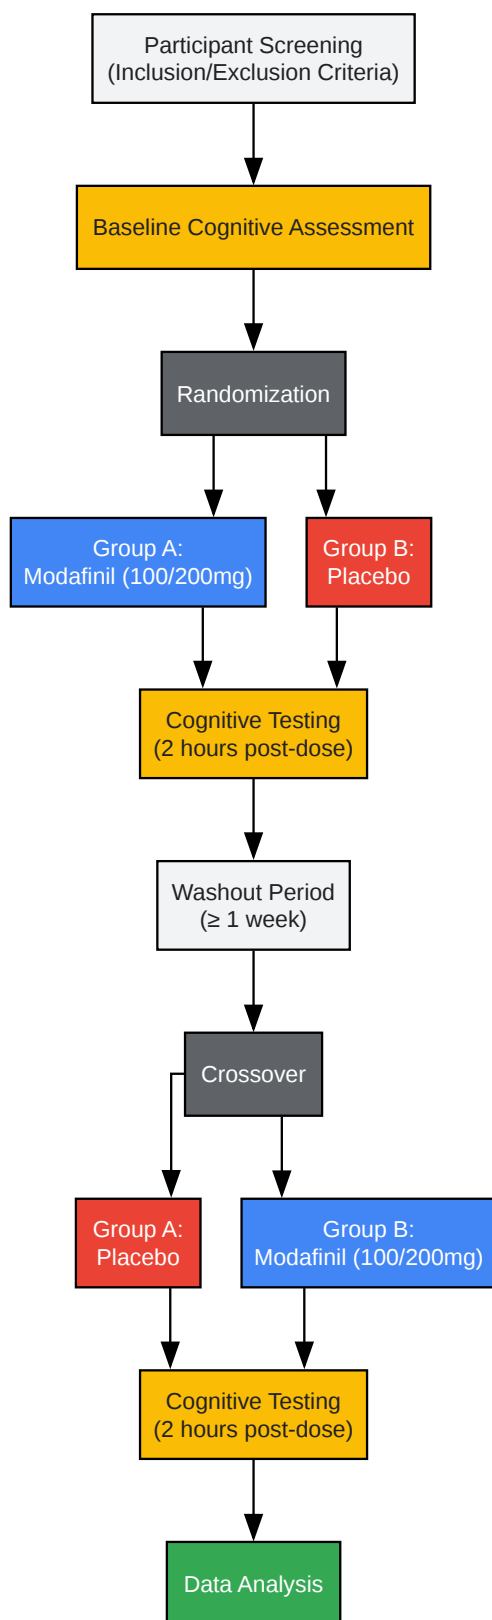 Participant Screening
(Inclusion/Exclusion Criteria)
Baseline Cognitive Assessment
Randomization
Group A:
Modafinil (100/200mg)
Group B:
Placebo
Cognitive Testing
(2 hours post-dose)
Washout Period
(≥ 1 week)
Crossover
Group A:
Placebo
Group B:
Modafinil (100/200mg)
Cognitive Testing
(2 hours post-dose)
Data Analysis